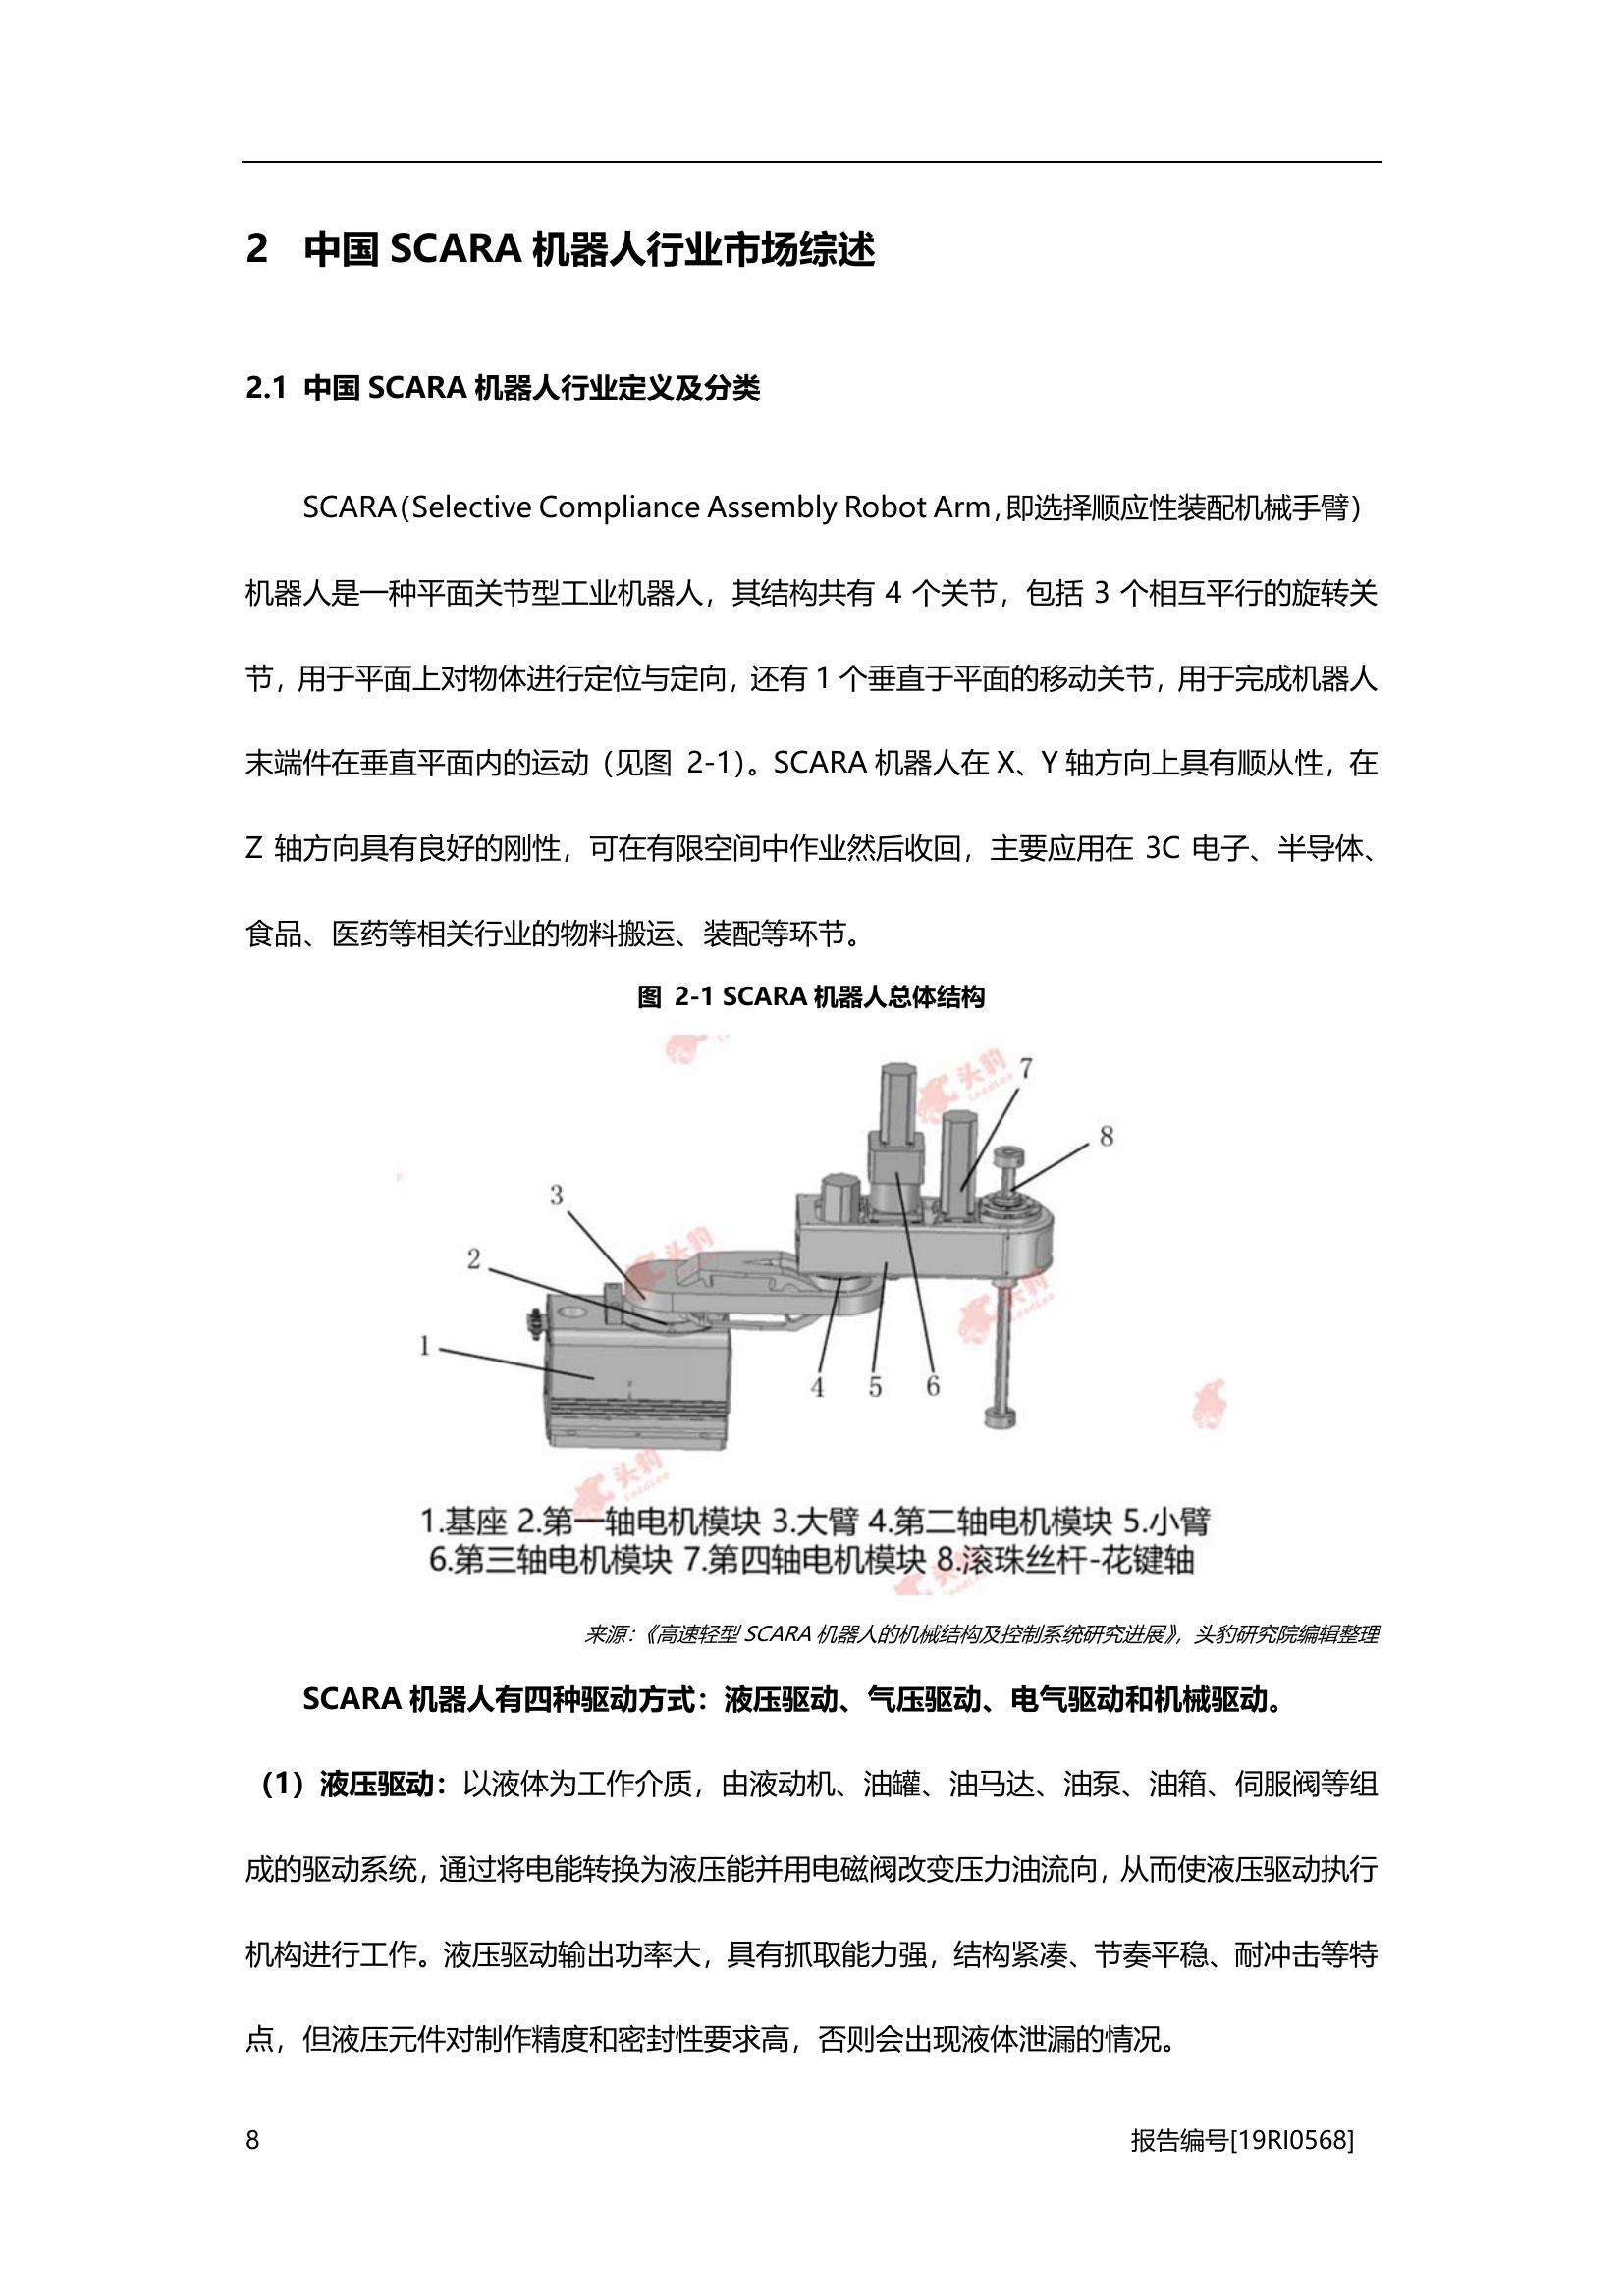 2 中国 SCARA 机器人行业市场综述
2.1 中国 SCARA 机器人行业定义及分类
SCARA（Selective Compliance Assembly Robot Arm，即选择顺应性装配机械手臂）
机器人是一种平面关节型工业机器人，其结构共有 4 个关节，包括 3 个相互平行的旋转关
节，用于平面上对物体进行定位与定向，还有 1 个垂直于平面的移动关节，用于完成机器人
末端件在垂直平面内的运动（见图 2-1）。SCARA 机器人在 X、Y 轴方向上具有顺从性，在
Z 轴方向具有良好的刚性，可在有限空间中作业然后收回，主要应用在 3C 电子、半导体、
食品、医药等相关行业的物料搬运、装配等环节。
图 2-1 SCARA 机器人总体结构
头豹
LeadLeo
7
8
3
头豹
2
头豹
LeadLeo
1
4 5 6
头豹
LeadLeo
1.基座 2.第一轴电机模块 3.大臂 4.第二轴电机模块 5.小臂
6.第三轴电机模块 7.第四轴电机模块 8.滚珠丝杆-花键轴
来源：《高速轻型 SCARA 机器人的机械结构及控制系统研究进展》，头豹研究院编辑整理
SCARA 机器人有四种驱动方式：液压驱动、气压驱动、电气驱动和机械驱动。
（1）液压驱动：以液体为工作介质，由液动机、油罐、油马达、油泵、油箱、伺服阀等组
成的驱动系统，通过将电能转换为液压能并用电磁阀改变压力油流向，从而使液压驱动执行
机构进行工作。液压驱动输出功率大，具有抓取能力强，结构紧凑、节奏平稳、耐冲击等特
点，但液压元件对制作精度和密封性要求高，否则会出现液体泄漏的情况。
8 报告编号[19RI0568]